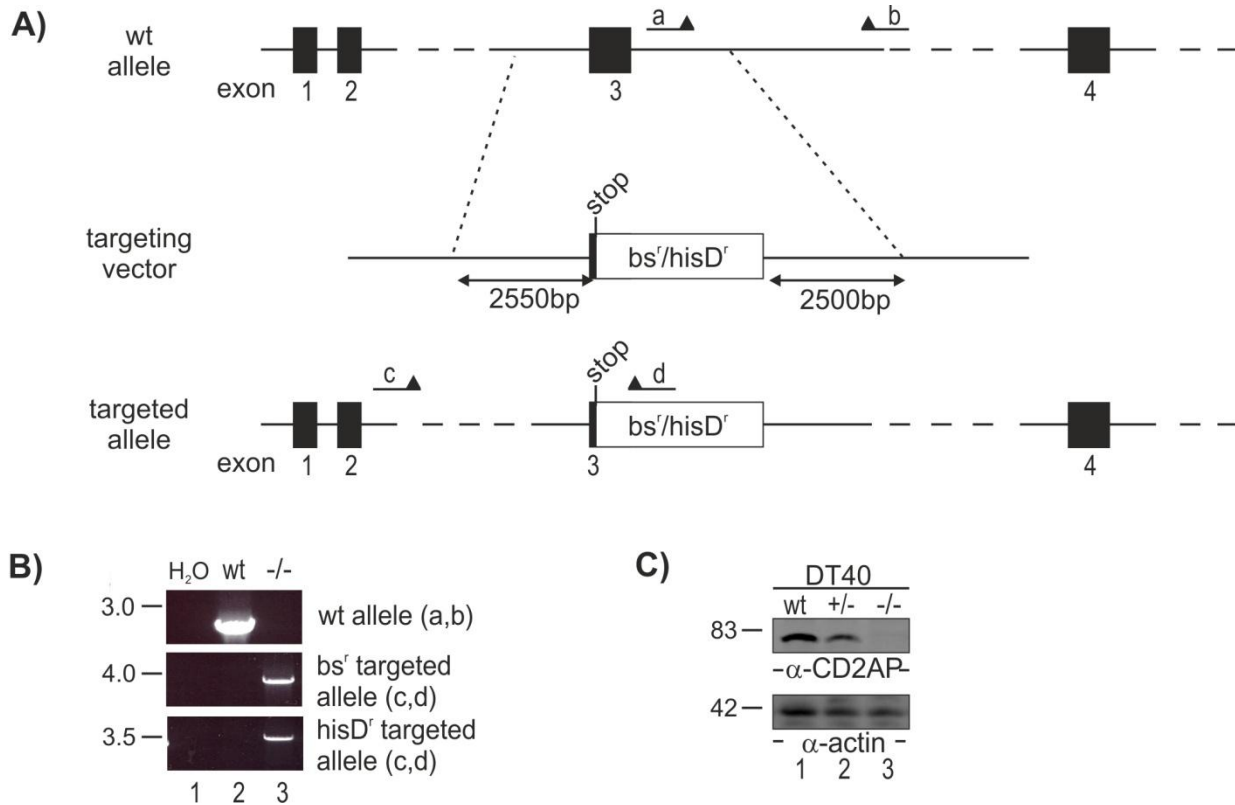 A)
wt
allele
a
b
exon
1
2
3
4
stop
targeting
vector
bsʳ/hisDʳ
2550bp
2500bp
c
stop
d
targeted
allele
bsʳ/hisDʳ
exon
1
2
3
4
B)
H₂O wt -/-
3.0
wt allele (a,b)
4.0
bsʳ targeted
allele (c,d)
3.5
hisDʳ targeted
allele (c,d)
1 2 3
C)
DT40
wt +/- -/-
83
-α-CD2AP-
42
- α-actin -
1 2 3